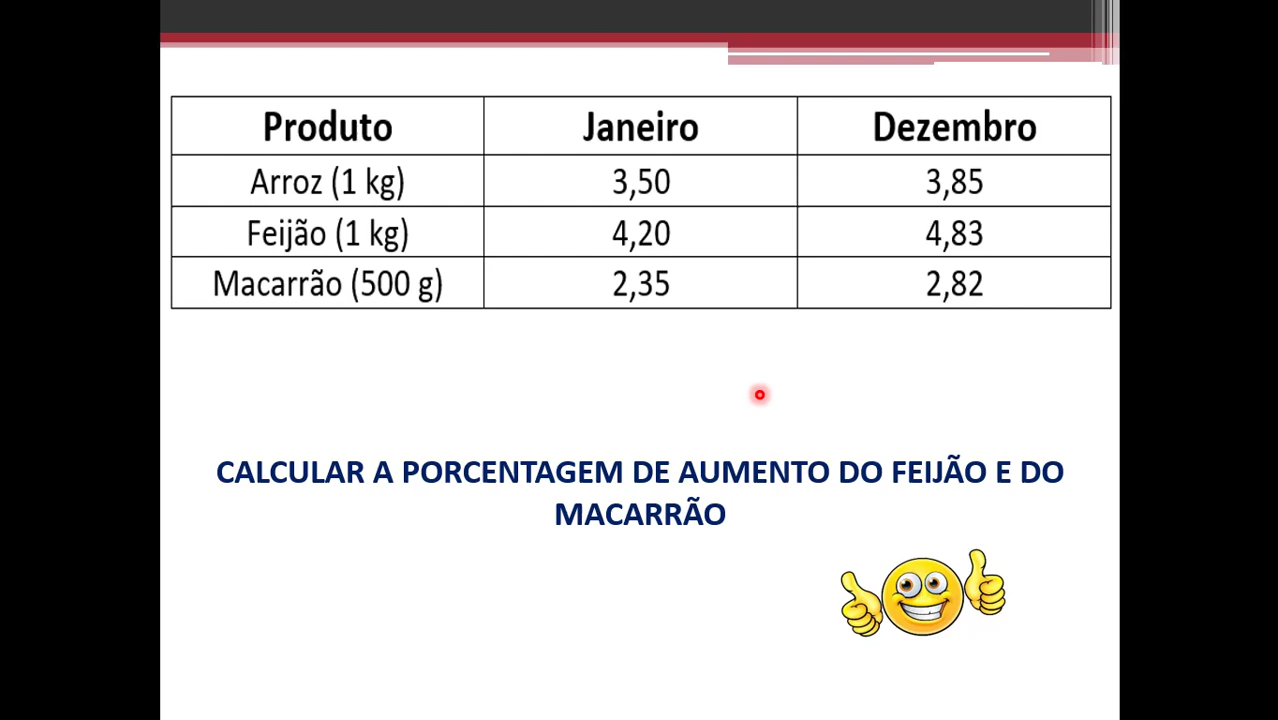 Produto Janeiro Dezembro
Arroz (1 kg) 3,50 3,85
Feijão (1 kg) 4,20 4,83
Macarrão (500 g) 2,35 2,82
CALCULAR A PORCENTAGEM DE AUMENTO DO FEIJÃO E DO
MACARRÃO